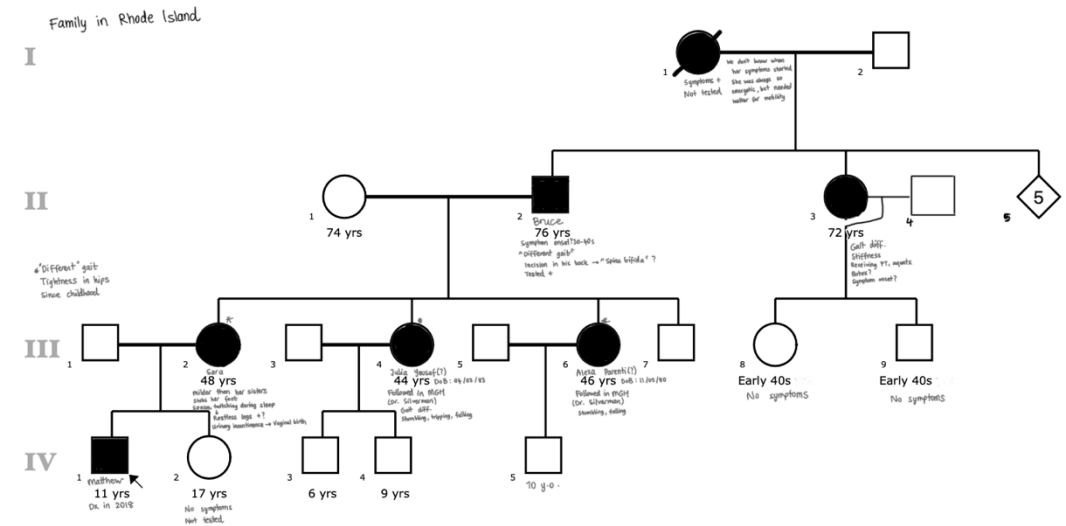 Family in Rhode Island
I
1
Symptoms +
Not tested
We don't know when
her symptoms started
She was always so
energetic, but needed
walker for mobility
2
II
1
74 yrs
2
Bruce
76 yrs
Symptom onset? 30-40s
"Different gait"
Incision in his back → "Spina bifida" ?
Tested +
3
72 yrs
Gait diff.
Stiffness
Receiving PT, aquatic
Botox?
Symptom onset?
4
5
5
"Different" gait
Tightness in hips
Since childhood
III
1
2
*
Sara
48 yrs
milder than her sisters
stubs her foot
twitching during sleep
Restless legs +?
Urinary incontinence → Vaginal birth
3
4
*
Julia Yousef(?)
44 yrs
Followed in MGH
(Dr. Silverman)
Gait diff.
Stumbling, tripping, falling
5
6
*
Alexa Parenti(?)
46 yrs DoB: 11/05/80
Followed in MGH
(Dr. Silverman)
Stumbling, falling
7
8
Early 40s
No symptoms
9
Early 40s
No symptoms
IV
1
Matthew
11 yrs
Dx in 2018
2
17 yrs
No symptoms
Not tested
3
6 yrs
4
9 yrs
5
10 y.o.